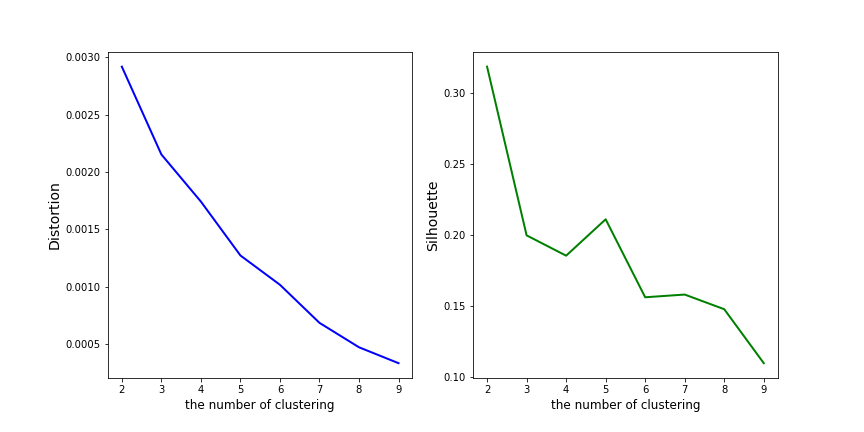 Distortion
0.0030
0.0025
0.0020
0.0015
0.0010
0.0005
2 3 4 5 6 7 8 9
the number of clustering
Silhouette
0.30
0.25
0.20
0.15
0.10
2 3 4 5 6 7 8 9
the number of clustering